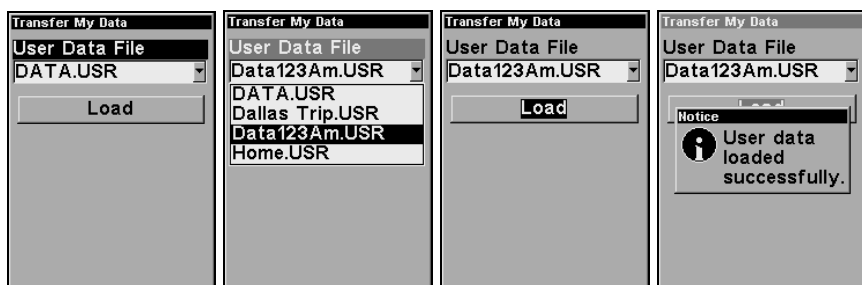 Transfer My Data
User Data File
DATA.USR
Load
Transfer My Data
User Data File
Data123Am.USR
DATA.USR
Dallas Trip.USR
Data123Am.USR
Home.USR
Transfer My Data
User Data File
Data123Am.USR
Load
Transfer My Data
User Data File
Data123Am.USR
Load
Notice
User data
loaded
successfully.